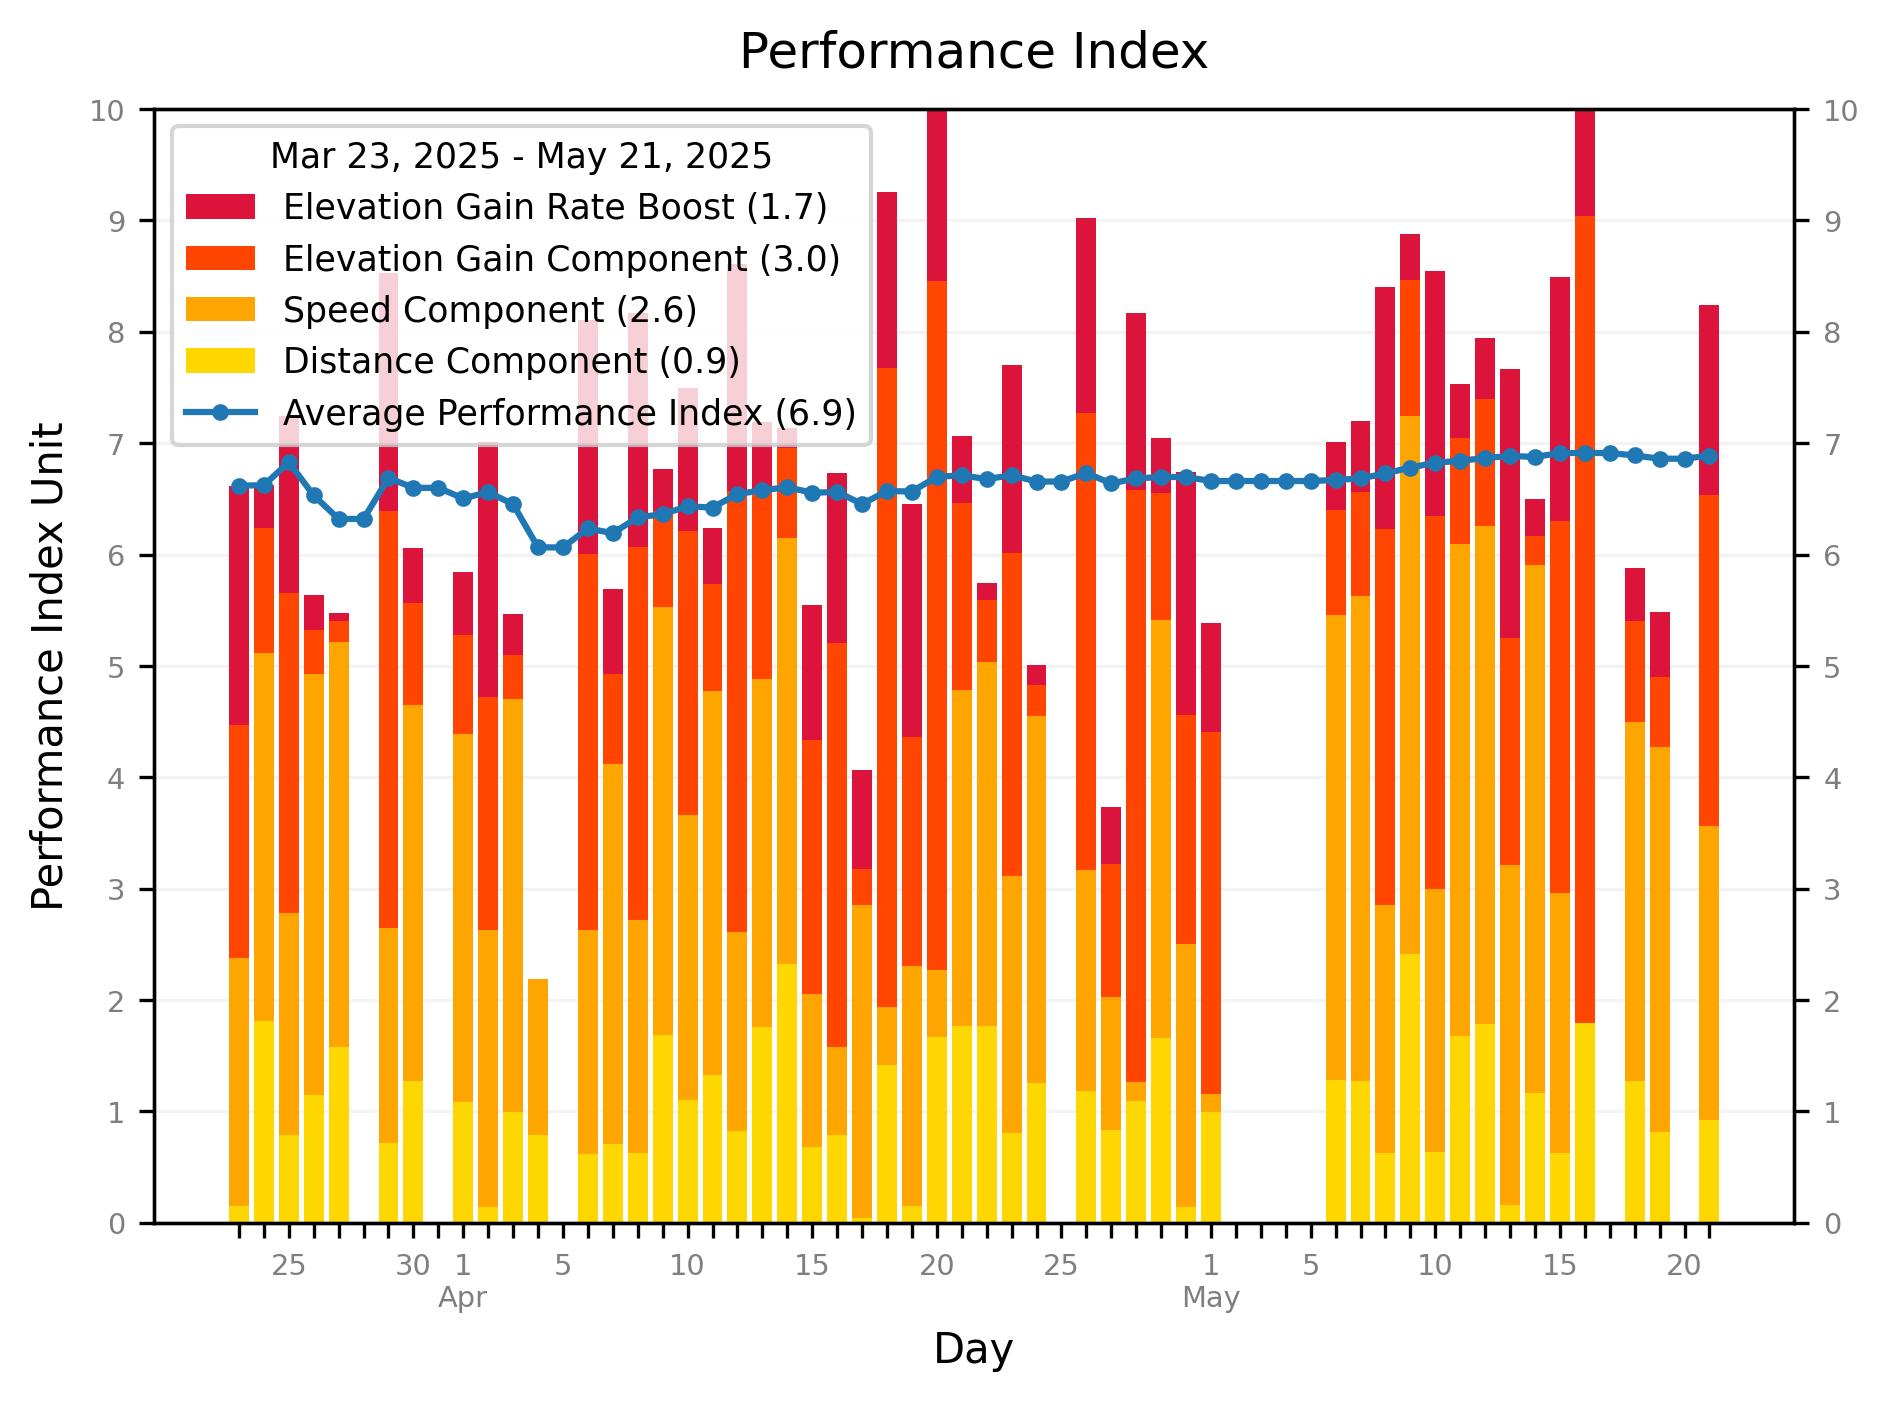 Performance Index
Mar 23, 2025 - May 21, 2025
Elevation Gain Rate Boost (1.7)
Elevation Gain Component (3.0)
Speed Component (2.6)
Distance Component (0.9)
Average Performance Index (6.9)
Performance Index Unit
10 10
9 9
8 8
7 7
6 6
5 5
4 4
3 3
2 2
1 1
0 0
25 30 1 5 10 15 20 25 1 5 10 15 20
Apr May
Day